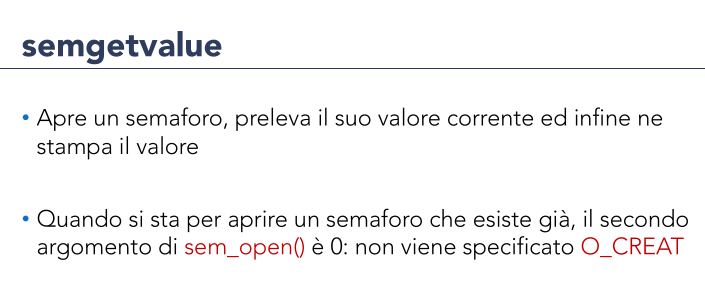 semgetvalue
• Apre un semaforo, preleva il suo valore corrente ed infine ne
stampa il valore
• Quando si sta per aprire un semaforo che esiste già, il secondo
argomento di sem_open() è 0: non viene specificato O_CREAT